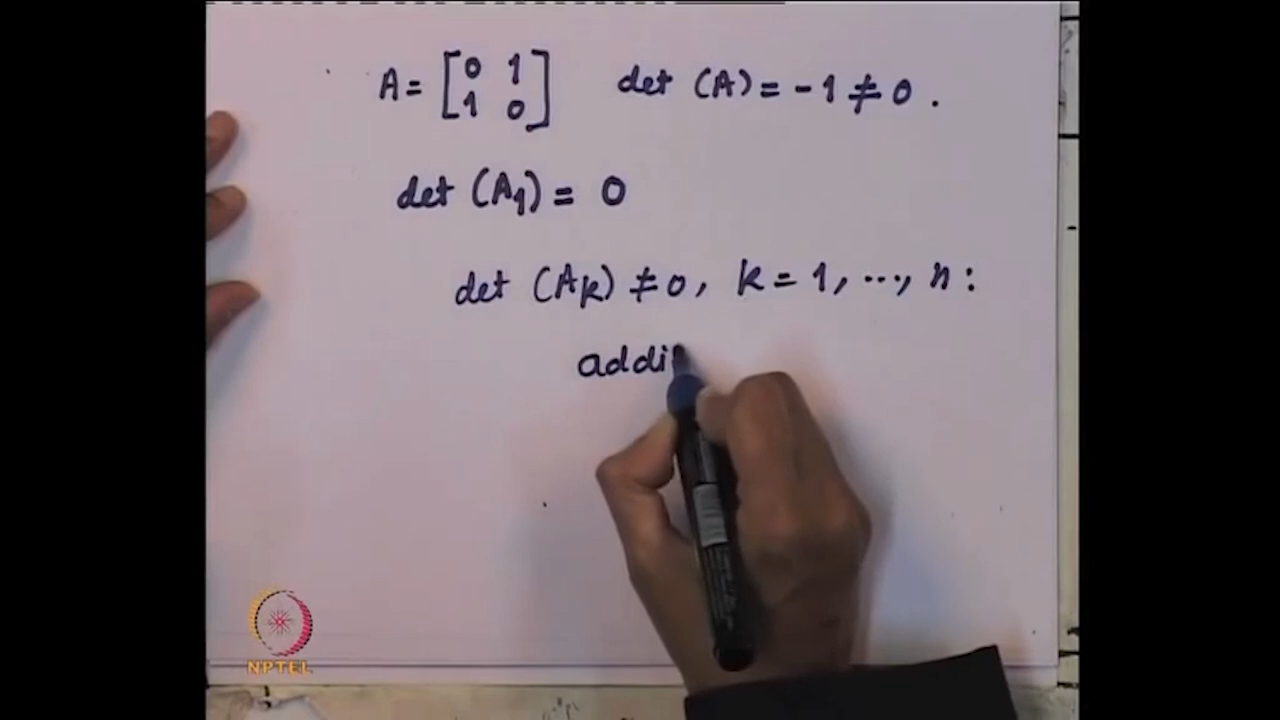 A = [0 1 1 0] det (A) = -1 ≠ 0 .
det (A1) = 0
det (Ak) ≠ 0, k = 1, ..., n :
addi
NPTEL